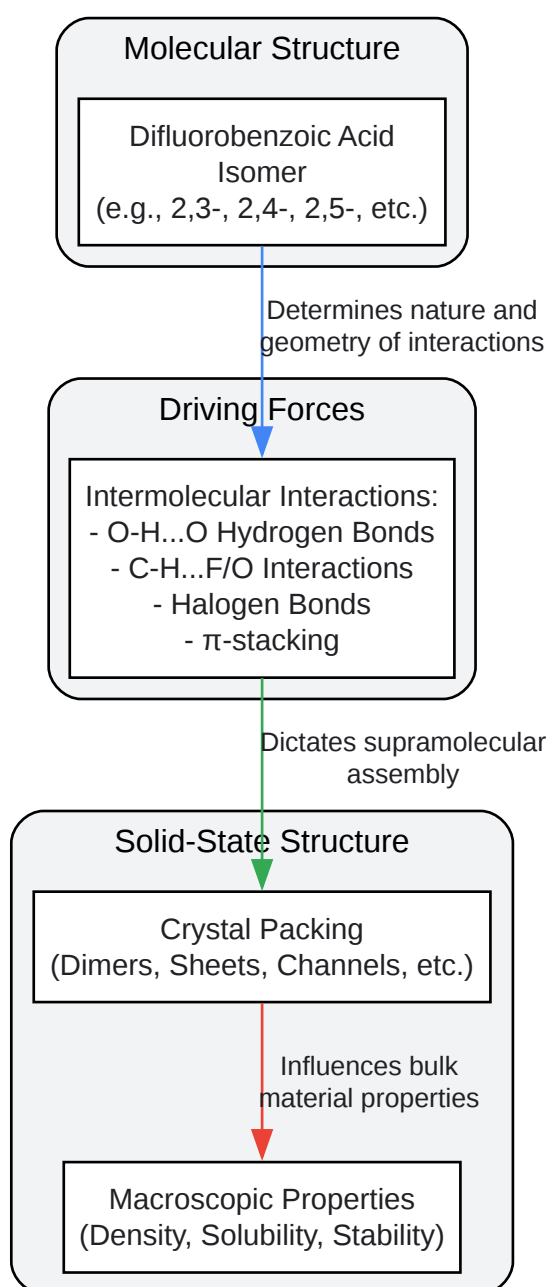 Molecular Structure
Difluorobenzoic Acid
Isomer
(e.g., 2,3-, 2,4-, 2,5-, etc.)
Determines nature and
geometry of interactions
Driving Forces
Intermolecular Interactions:
- O-H...O Hydrogen Bonds
- C-H...F/O Interactions
- Halogen Bonds
- π-stacking
Dictates supramolecular
assembly
Solid-State Structure
Crystal Packing
(Dimers, Sheets, Channels, etc.)
Influences bulk
material properties
Macroscopic Properties
(Density, Solubility, Stability)